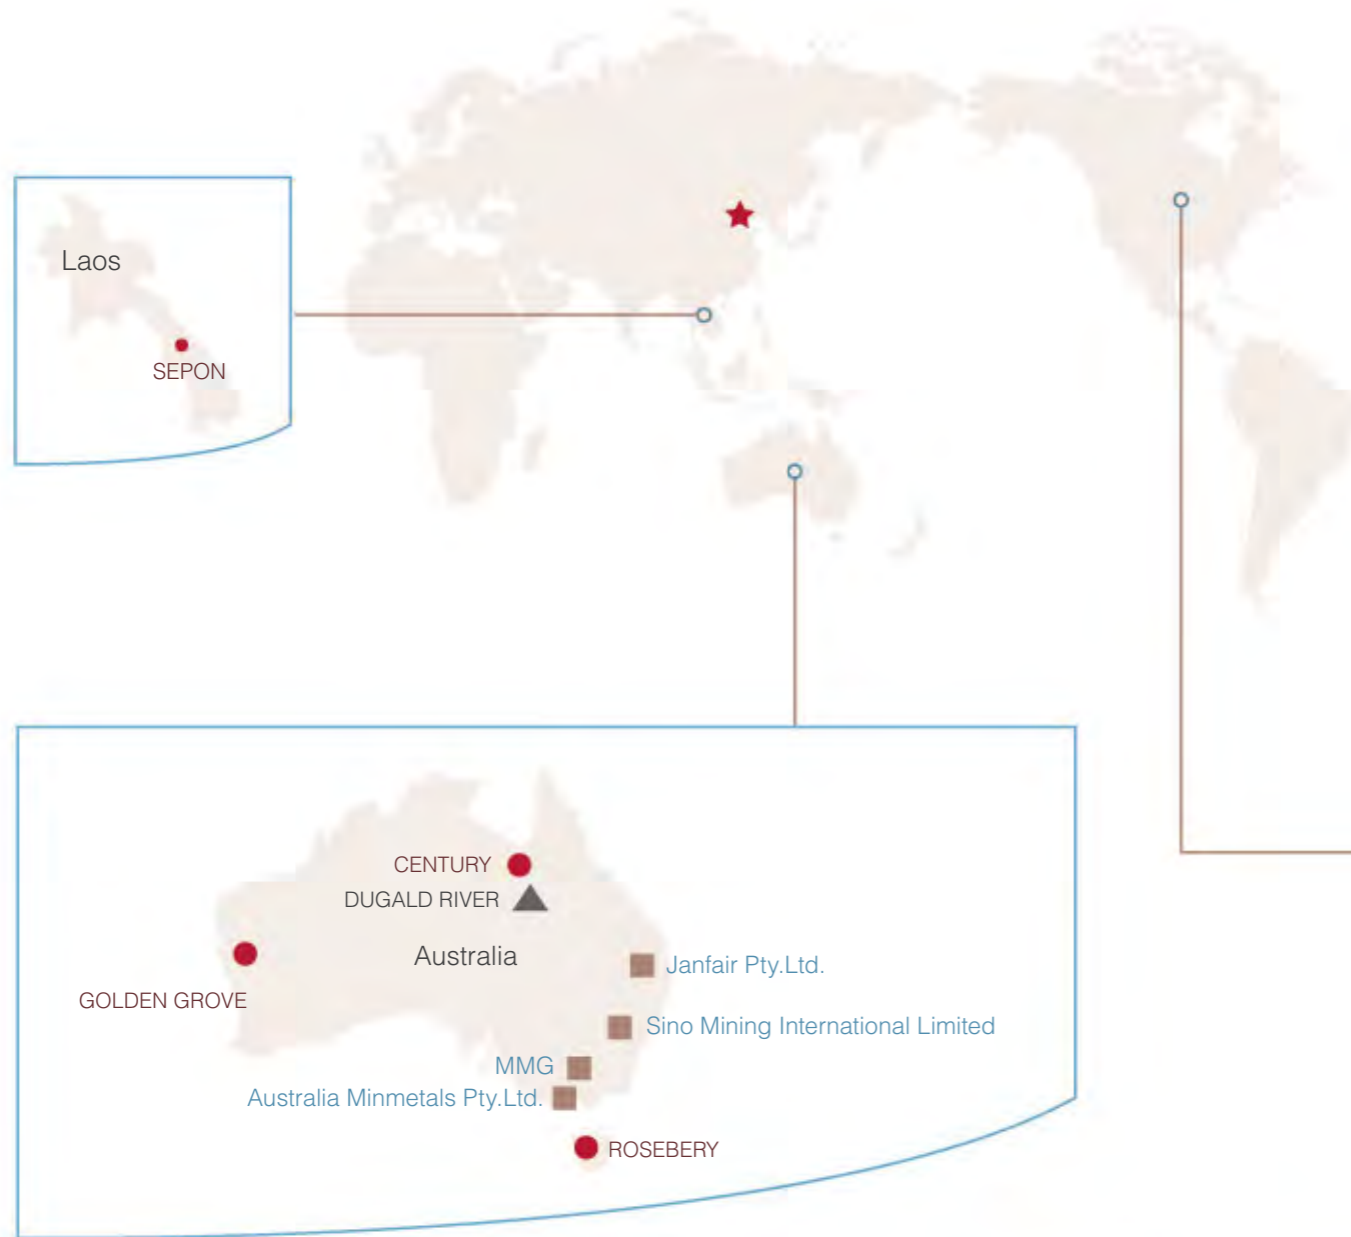 Laos
SEPON
CENTURY
DUGALD RIVER
Australia
Janfair Pty.Ltd.
GOLDEN GROVE
Sino Mining International Limited
MMG
Australia Minmetals Pty.Ltd.
ROSEBERY